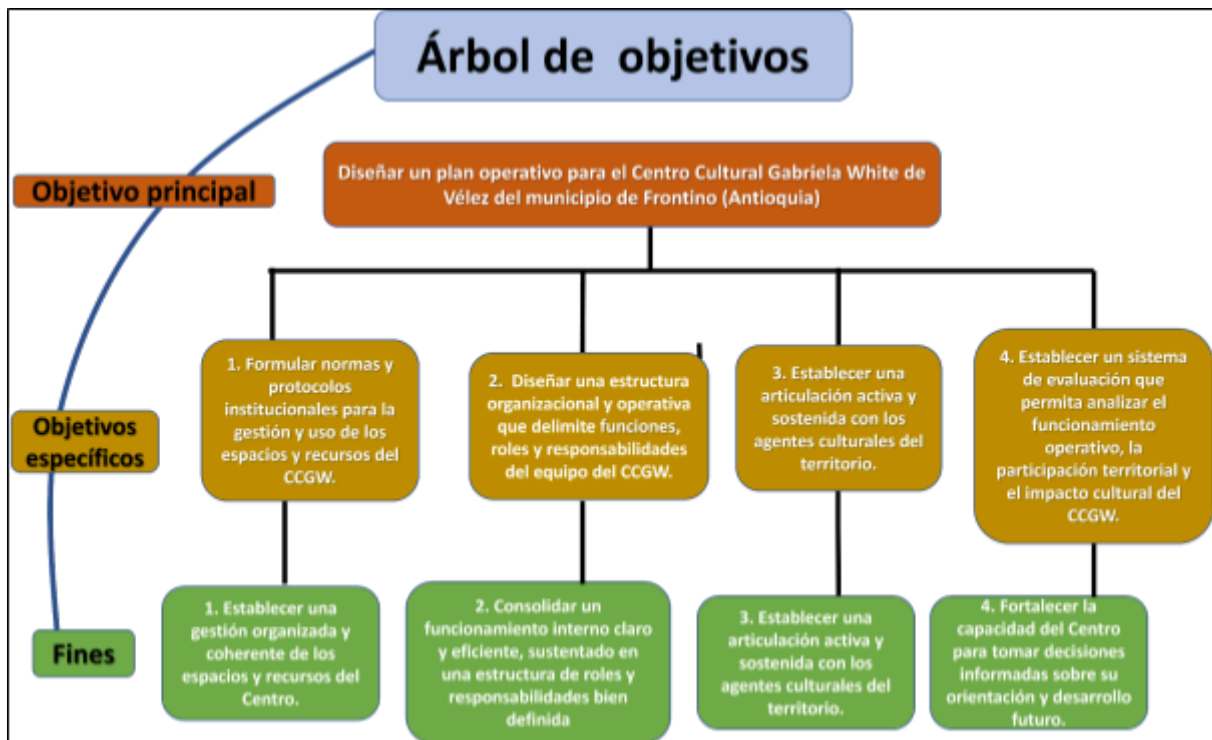 Árbol de objetivos
Objetivo principal
Diseñar un plan operativo para el Centro Cultural Gabriela White de
Vélez del municipio de Frontino (Antioquia)
Objetivos
específicos
1. Formular normas y
protocolos
institucionales para la
gestión y uso de los
espacios y recursos del
CCGW.
2. Diseñar una estructura
organizacional y operativa
que delimite funciones,
roles y responsabilidades
del equipo del CCGW.
3. Establecer una
articulación activa y
sostenida con los
agentes culturales del
territorio.
4. Establecer un sistema
de evaluación que
permita analizar el
funcionamiento
operativo, la
participación territorial y
el impacto cultural del
CCGW.
Fines
1. Establecer una
gestión organizada y
coherente de los
espacios y recursos del
Centro.
2. Consolidar un
funcionamiento interno claro
y eficiente, sustentado en
una estructura de roles y
responsabilidades bien
definida
3. Establecer una
articulación activa y
sostenida con los
agentes culturales del
territorio.
4. Fortalecer la
capacidad del Centro
para tomar decisiones
informadas sobre su
orientación y desarrollo
futuro.